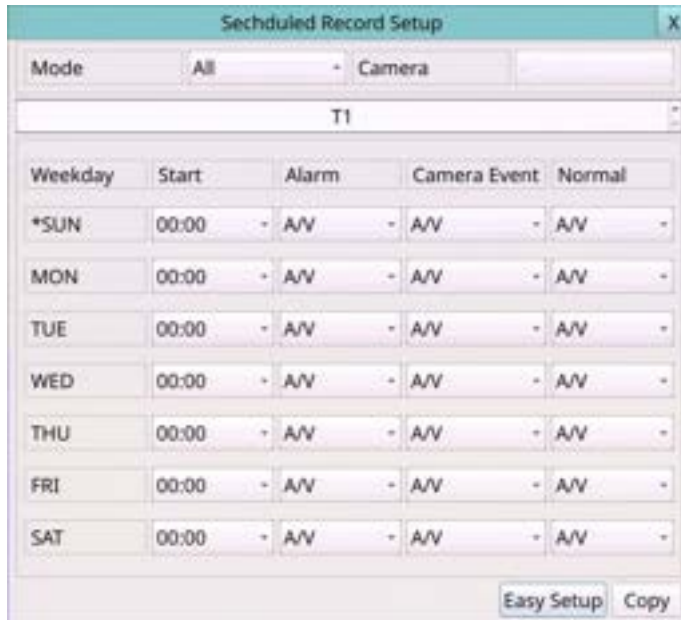 Sechduled Record Setup X
Mode All Camera
T1
Weekday Start Alarm Camera Event Normal
*SUN 00:00 A/V A/V A/V
MON 00:00 A/V A/V A/V
TUE 00:00 A/V A/V A/V
WED 00:00 A/V A/V A/V
THU 00:00 A/V A/V A/V
FRI 00:00 A/V A/V A/V
SAT 00:00 A/V A/V A/V
Easy Setup Copy